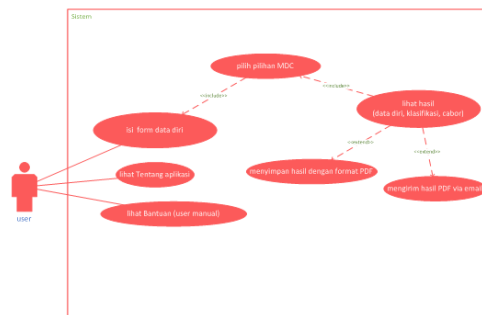 Sistem
pilih pilihan MDC
<<include>>
<<include>>
lihat hasil
(data diri, klasifikasi, cabor)
isI form data diri
<<extend>>
<<extend>>
lihat Tentang aplikasi
menyimpan hasil dengan format PDF
mengirim hasil PDF via email
lihat Bantuan (user manual)
user